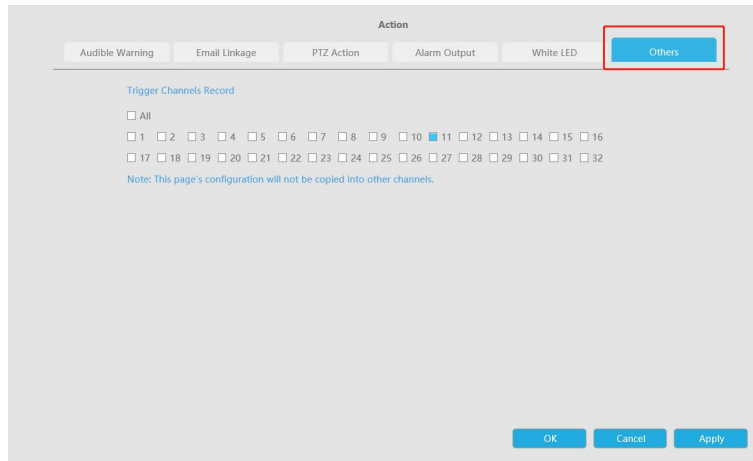 Action
Audible Warning Email Linkage PTZ Action Alarm Output White LED Others
Trigger Channels Record
All
1 2 3 4 5 6 7 8 9 10 11 12 13 14 15 16
17 18 19 20 21 22 23 24 25 26 27 28 29 30 31 32
Note: This page's configuration will not be copied into other channels.
OK Cancel Apply